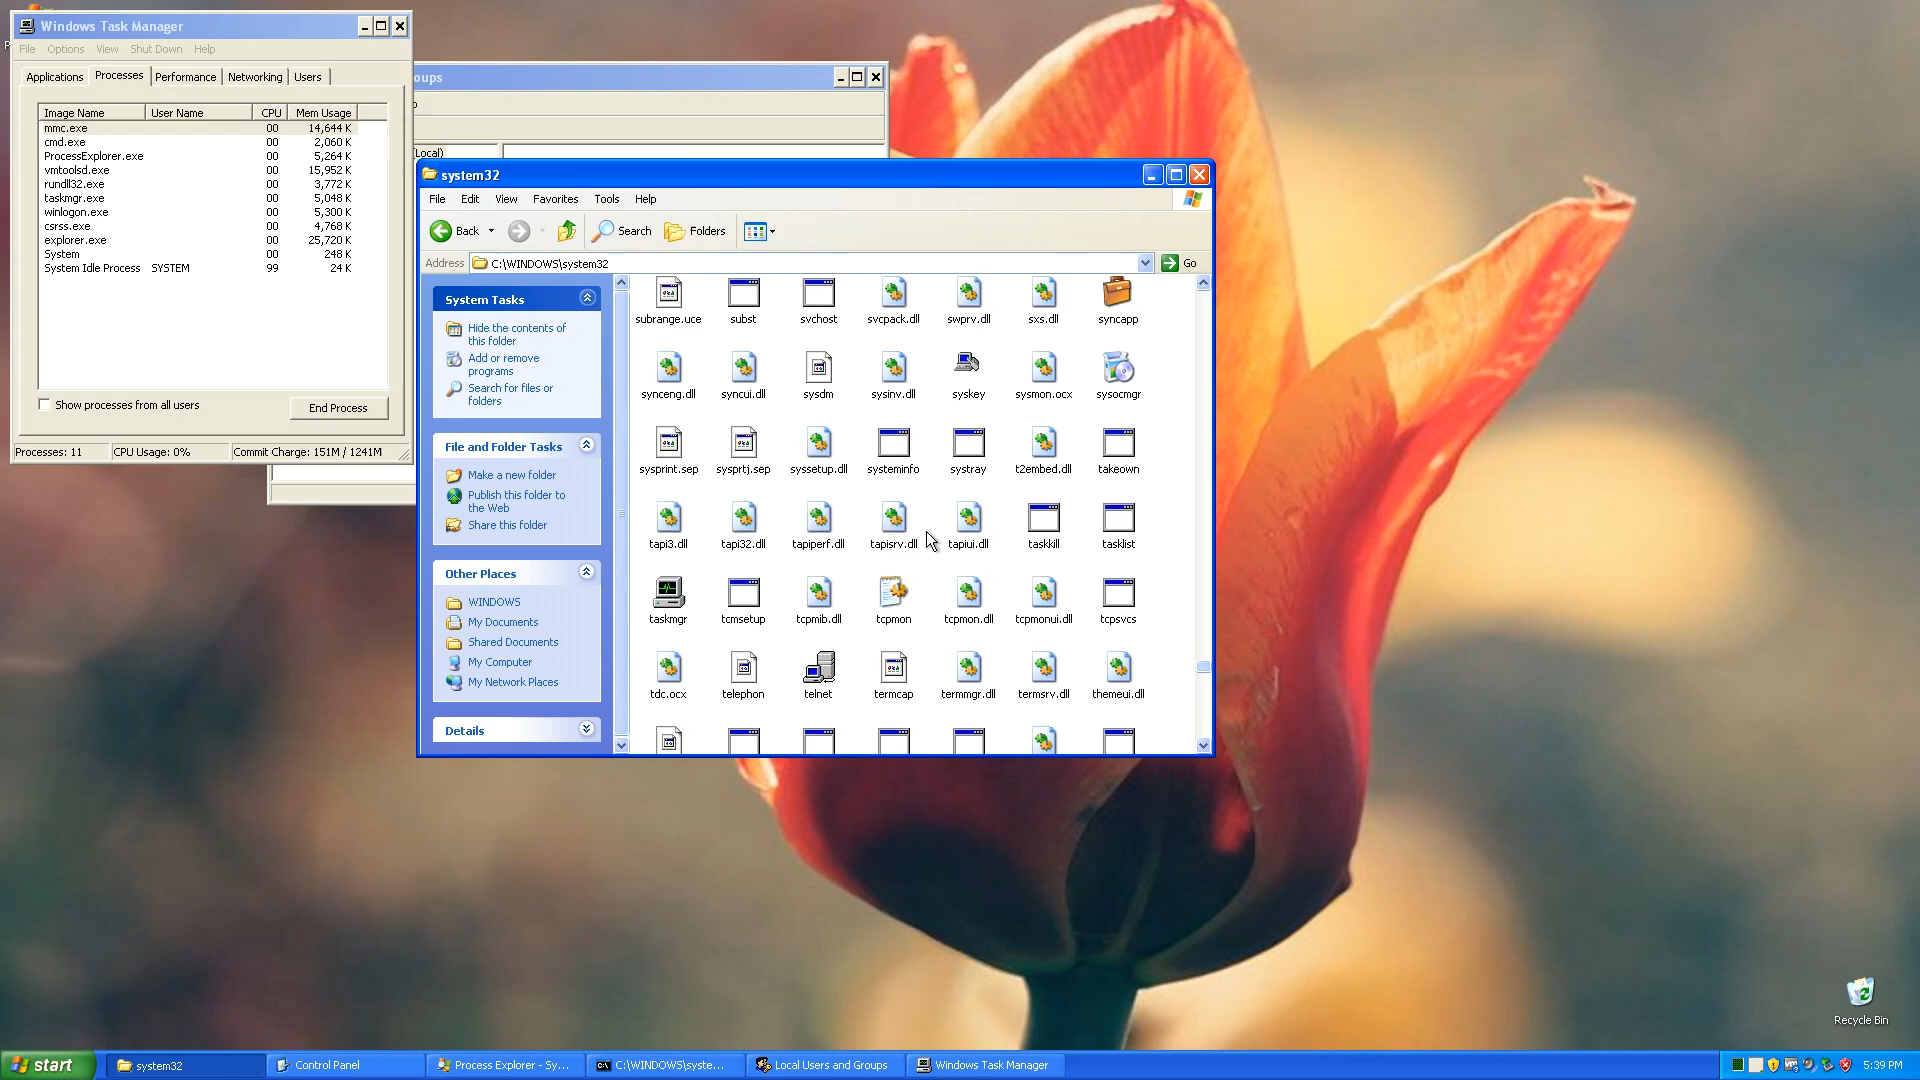 Windows Task Manager
File Options View Shut Down Help
Applications Processes Performance Networking Users
Image Name User Name CPU Mem Usage
mmc.exe 00 14,644 K
cmd.exe 00 2,060 K
ProcessExplorer.exe 00 5,264 K
vmtoolsd.exe 00 15,952 K
rundll32.exe 00 3,772 K
taskmgr.exe 00 5,048 K
winlogon.exe 00 5,300 K
csrss.exe 00 4,768 K
explorer.exe 00 25,720 K
System 00 248 K
System Idle Process SYSTEM 99 24 K
Show processes from all users
End Process
Processes: 11 CPU Usage: 0% Commit Charge: 151M / 1241M
oups
(Local)
system32
File Edit View Favorites Tools Help
Back Search Folders
Address C:\WINDOWS\system32 Go
System Tasks
Hide the contents of
this folder
Add or remove
programs
Search for files or
folders
File and Folder Tasks
Make a new folder
Publish this folder to
the Web
Share this folder
Other Places
WINDOWS
My Documents
Shared Documents
My Computer
My Network Places
Details
subrange.uce subst svchost svcpack.dll swprv.dll sxs.dll syncapp
synceng.dll syncui.dll sysdm sysinv.dll syskey sysmon.ocx sysocmgr
sysprint.sep sysprtj.sep syssetup.dll systeminfo systray t2embed.dll takeown
tapi3.dll tapi32.dll tapiperf.dll tapisrv.dll tapiui.dll taskkill tasklist
taskmgr tcmsetup tcpmib.dll tcpmon tcpmon.dll tcpmonui.dll tcpsvcs
tdc.ocx telephon telnet termcap termmgr.dll termsrv.dll themeui.dll
Recycle Bin
start system32 Control Panel Process Explorer - Sy... C:\WINDOWS\syste... Local Users and Groups Windows Task Manager 5:39 PM